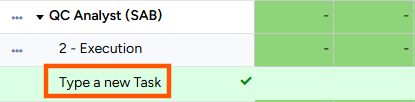 QC Analyst (SAB) - -
2 - Execution - -
Type a new Task